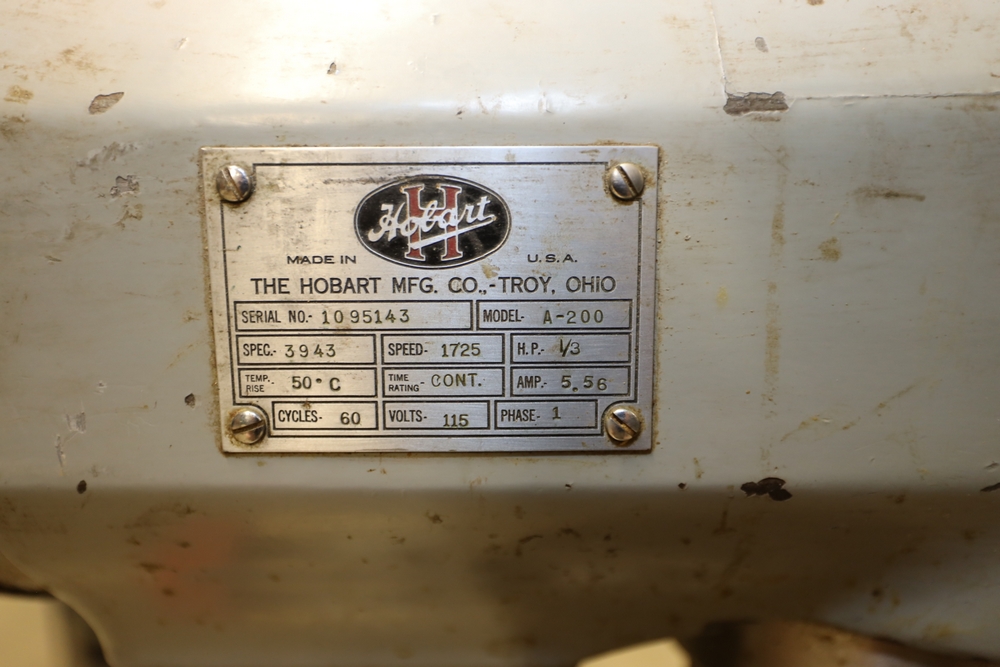 Hobart
H
MADE IN U.S.A.
THE HOBART MFG. CO.,-TROY, OHIO
SERIAL NO.- 1095143 MODEL- A-200
SPEC.- 3943 SPEED- 1725 H.P.- 1/3
TEMP.- RISE 50°C TIME RATING- CONT. AMP.- 5.56
CYCLES- 60 VOLTS- 115 PHASE- 1